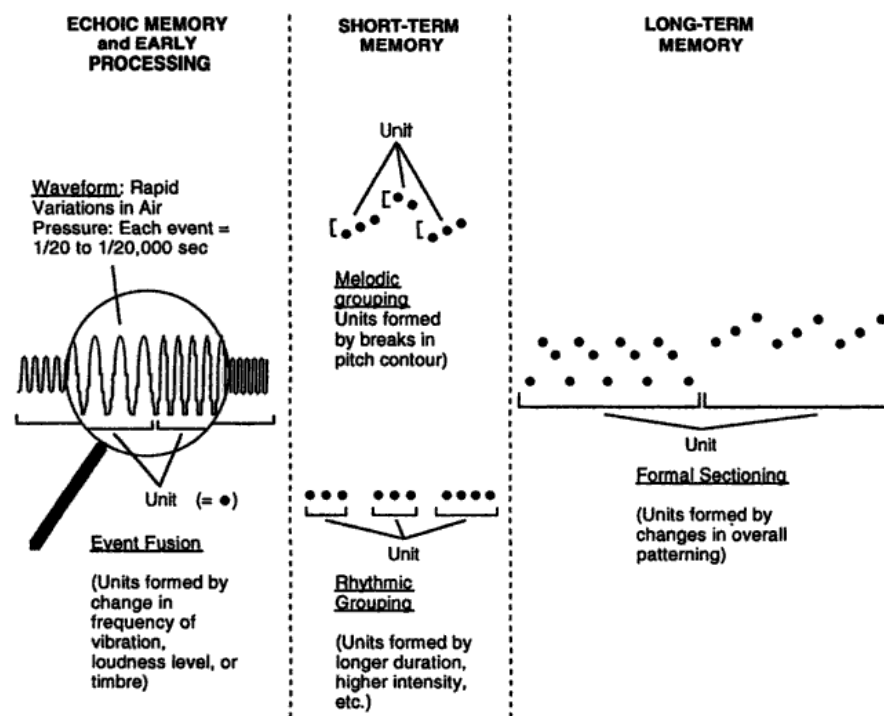 ECHOIC MEMORY
and EARLY
PROCESSING
Waveform: Rapid
Variations in Air
Pressure: Each event =
1/20 to 1/20,000 sec
Unit (= ●)
Event Fusion
(Units formed by
change in
frequency of
vibration,
loudness level, or
timbre)
SHORT-TERM
MEMORY
Unit
Melodic
grouping
Units formed
by breaks in
pitch contour)
Unit
Rhythmic
Grouping
(Units formed by
longer duration,
higher intensity,
etc.)
LONG-TERM
MEMORY
Unit
Formal Sectioning
(Units formed by
changes in overall
patterning)